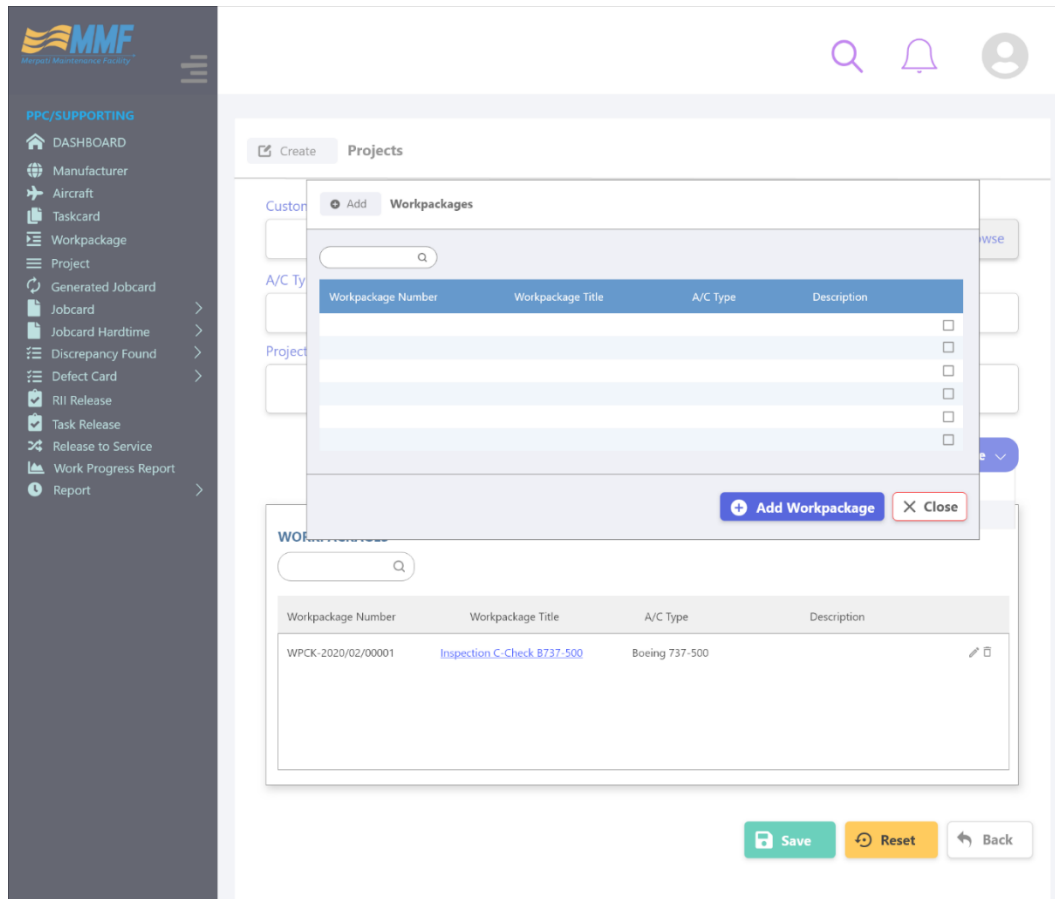 MMF
Merpati Maintenance Facility
PPC/SUPPORTING
DASHBOARD
Manufacturer
Aircraft
Taskcard
Workpackage
Project
Generated Jobcard
Jobcard
Jobcard Hardtime
Discrepancy Found
Defect Card
RII Release
Task Release
Release to Service
Work Progress Report
Report
Create Projects
Custon
wse
A/C Ty
Project
e
Add Workpackages
Workpackage Number Workpackage Title A/C Type Description
Add Workpackage Close
WORKPACKAGES
Workpackage Number Workpackage Title A/C Type Description
WPCK-2020/02/00001 Inspection C-Check B737-500 Boeing 737-500
Save Reset Back